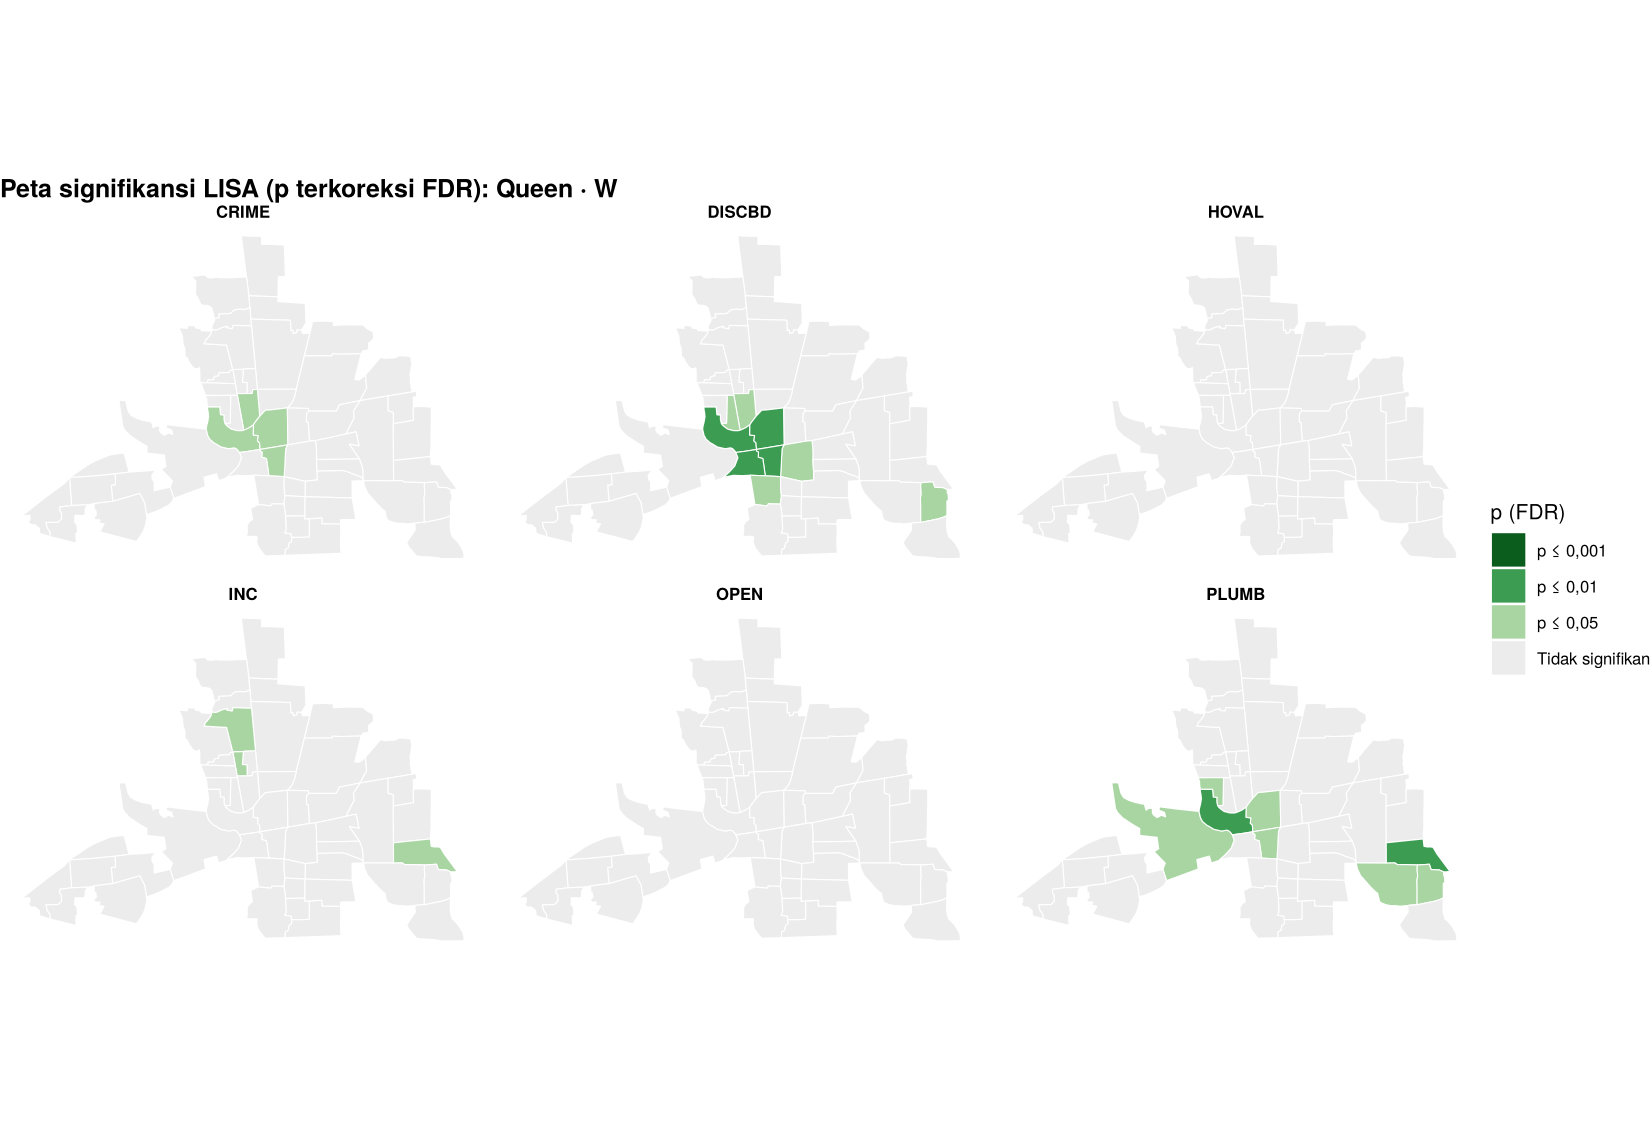 Peta signifikansi LISA (p terkoreksi FDR): Queen · W
CRIME
DISCBD
HOVAL
INC
OPEN
PLUMB
p (FDR)
p ≤ 0,001
p ≤ 0,01
p ≤ 0,05
Tidak signifikan